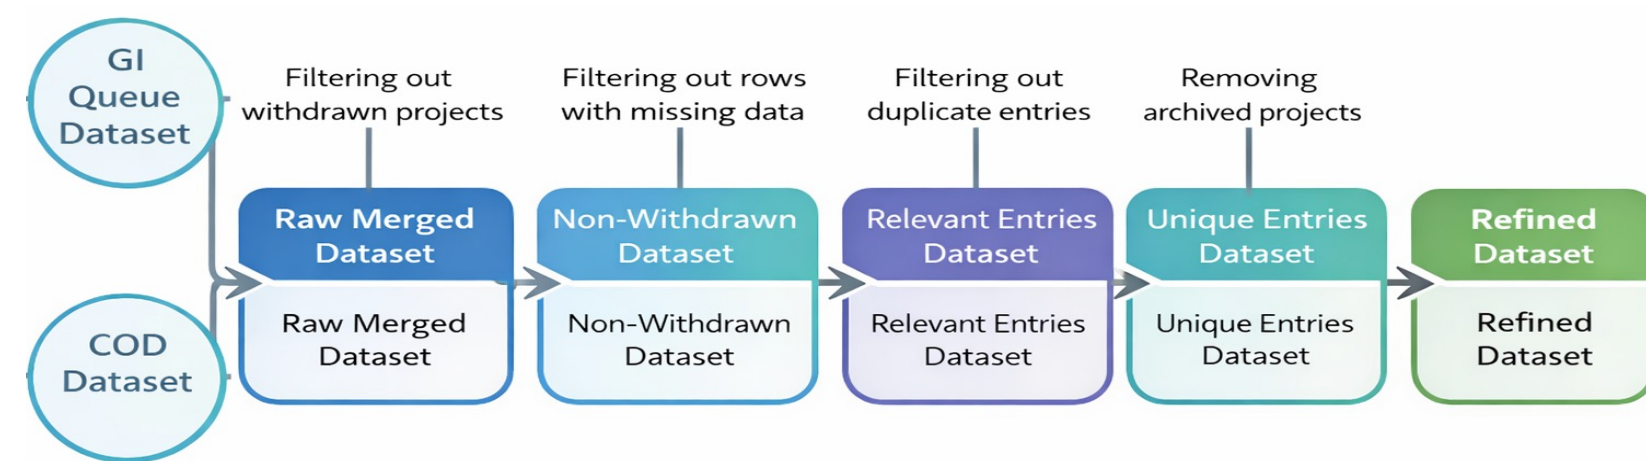 GI
Queue
Dataset
COD
Dataset
Filtering out
withdrawn projects
Raw Merged
Dataset
Raw Merged
Dataset
Filtering out rows
with missing data
Non-Withdrawn
Dataset
Non-Withdrawn
Dataset
Filtering out
duplicate entries
Relevant Entries
Dataset
Relevant Entries
Dataset
Removing
archived projects
Unique Entries
Dataset
Unique Entries
Dataset
Refined
Dataset
Refined
Dataset